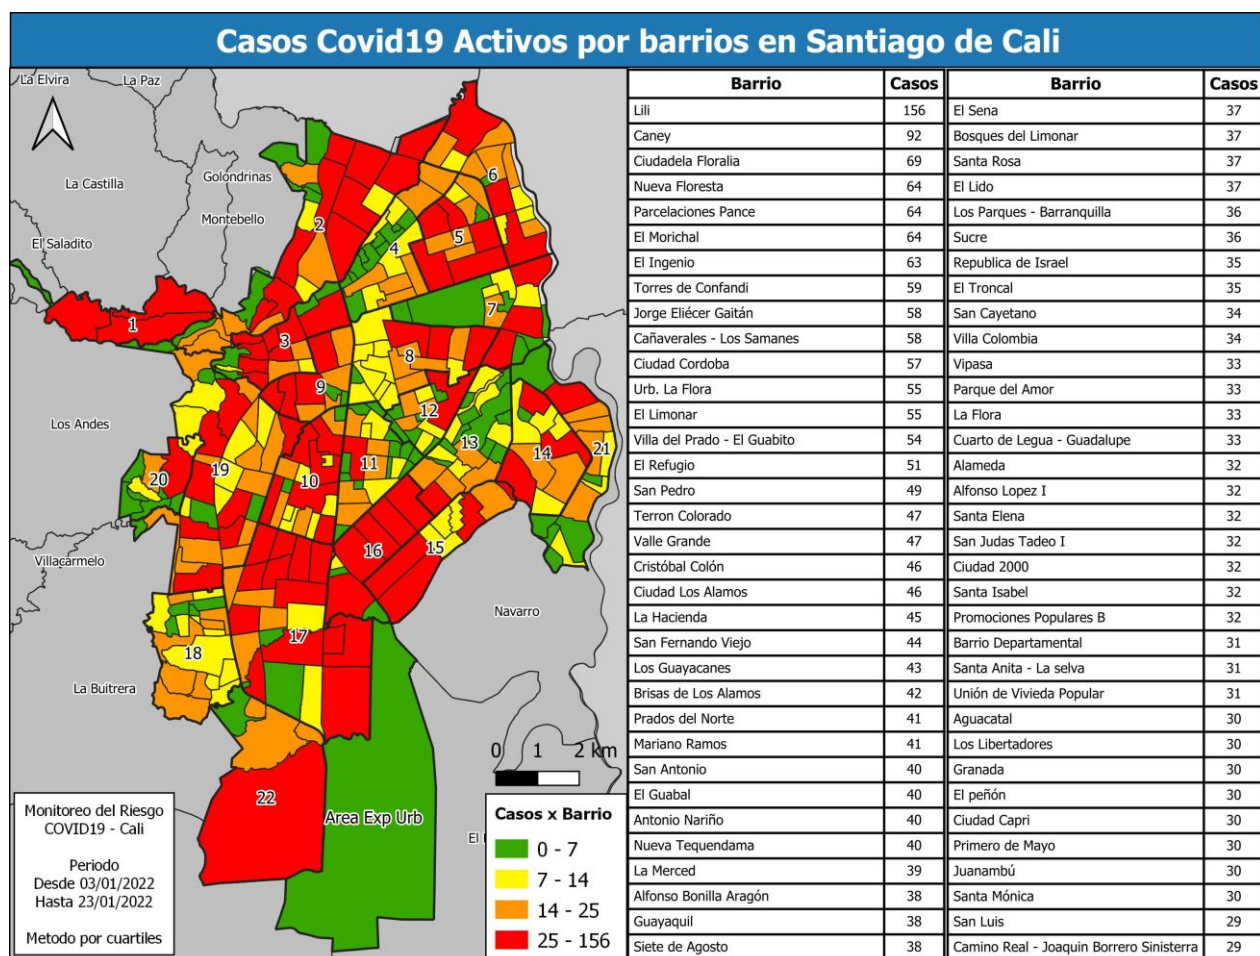 Casos Covid19 Activos por barrios en Santiago de Cali
La Elvira
La Paz
La Castilla
Golondrinas
Montebello
El Saladito
Los Andes
Villacarmelo
La Buitrera
Navarro
El
Area Exp Urb
1
2
3
4
5
6
7
8
9
10
11
12
13
14
15
16
17
18
19
20
21
22
0 1 2 km
Monitoreo del Riesgo
COVID19 - Cali
Periodo
Desde 03/01/2022
Hasta 23/01/2022
Metodo por cuartiles
Casos x Barrio
0 - 7
7 - 14
14 - 25
25 - 156
Barrio Casos Barrio Casos
Lili 156 El Sena 37
Caney 92 Bosques del Limonar 37
Ciudadela Floralia 69 Santa Rosa 37
Nueva Floresta 64 El Lido 37
Parcelaciones Pance 64 Los Parques - Barranquilla 36
El Morichal 64 Sucre 36
El Ingenio 63 Republica de Israel 35
Torres de Confandi 59 El Troncal 35
Jorge Eliécer Gaitán 58 San Cayetano 34
Cañaverales - Los Samanes 58 Villa Colombia 34
Ciudad Cordoba 57 Vipasa 33
Urb. La Flora 55 Parque del Amor 33
El Limonar 55 La Flora 33
Villa del Prado - El Guabito 54 Cuarto de Legua - Guadalupe 33
El Refugio 51 Alameda 32
San Pedro 49 Alfonso Lopez I 32
Terron Colorado 47 Santa Elena 32
Valle Grande 47 San Judas Tadeo I 32
Cristóbal Colón 46 Ciudad 2000 32
Ciudad Los Alamos 46 Santa Isabel 32
La Hacienda 45 Promociones Populares B 32
San Fernando Viejo 44 Barrio Departamental 31
Los Guayacanes 43 Santa Anita - La selva 31
Brisas de Los Alamos 42 Unión de Vivieda Popular 31
Prados del Norte 41 Aguacatal 30
Mariano Ramos 41 Los Libertadores 30
San Antonio 40 Granada 30
El Guabal 40 El peñón 30
Antonio Nariño 40 Ciudad Capri 30
Nueva Tequendama 40 Primero de Mayo 30
La Merced 39 Juanambú 30
Alfonso Bonilla Aragón 38 Santa Mónica 30
Guayaquil 38 San Luis 29
Siete de Agosto 38 Camino Real - Joaquin Borrero Sinisterra 29